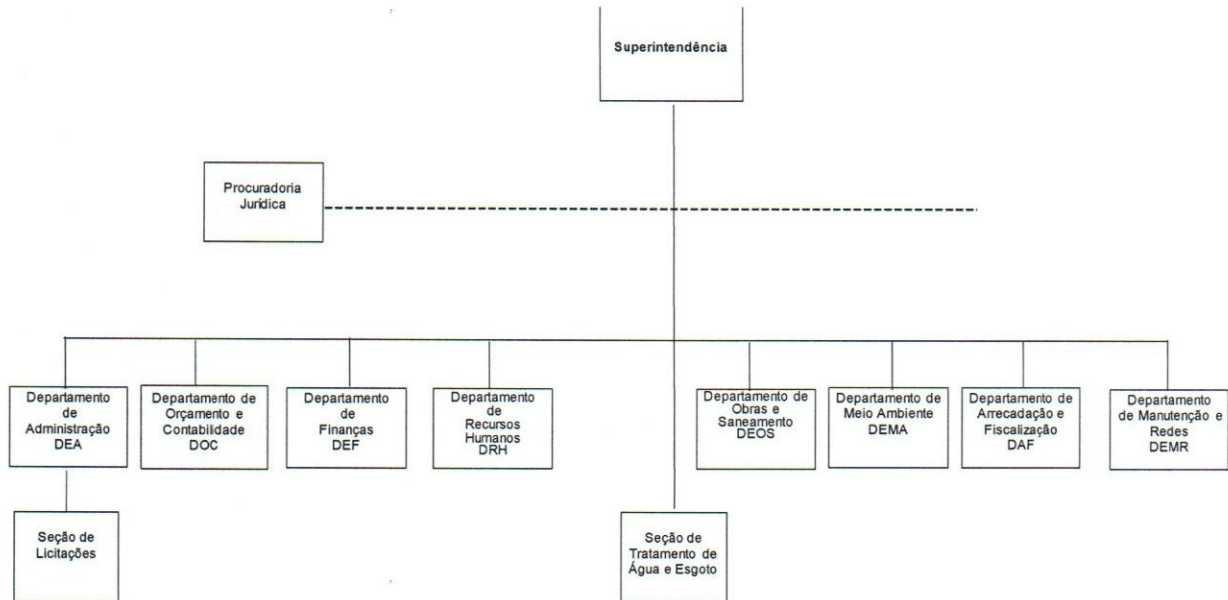 Superintendência
Procuradoria
Jurídica
Departamento
de
Administração
DEA
Departamento de
Orçamento e
Contabilidade
DOC
Departamento
de
Finanças
DEF
Departamento
de
Recursos
Humanos
DRH
Departamento de
Obras e
Saneamento
DEOS
Departamento de
Meio Ambiente
DEMA
Departamento de
Arrecadação e
Fiscalização
DAF
Departamento
de Manutenção e
Redes
DEMR
Seção de
Licitações
Seção de
Tratamento de
Água e Esgoto